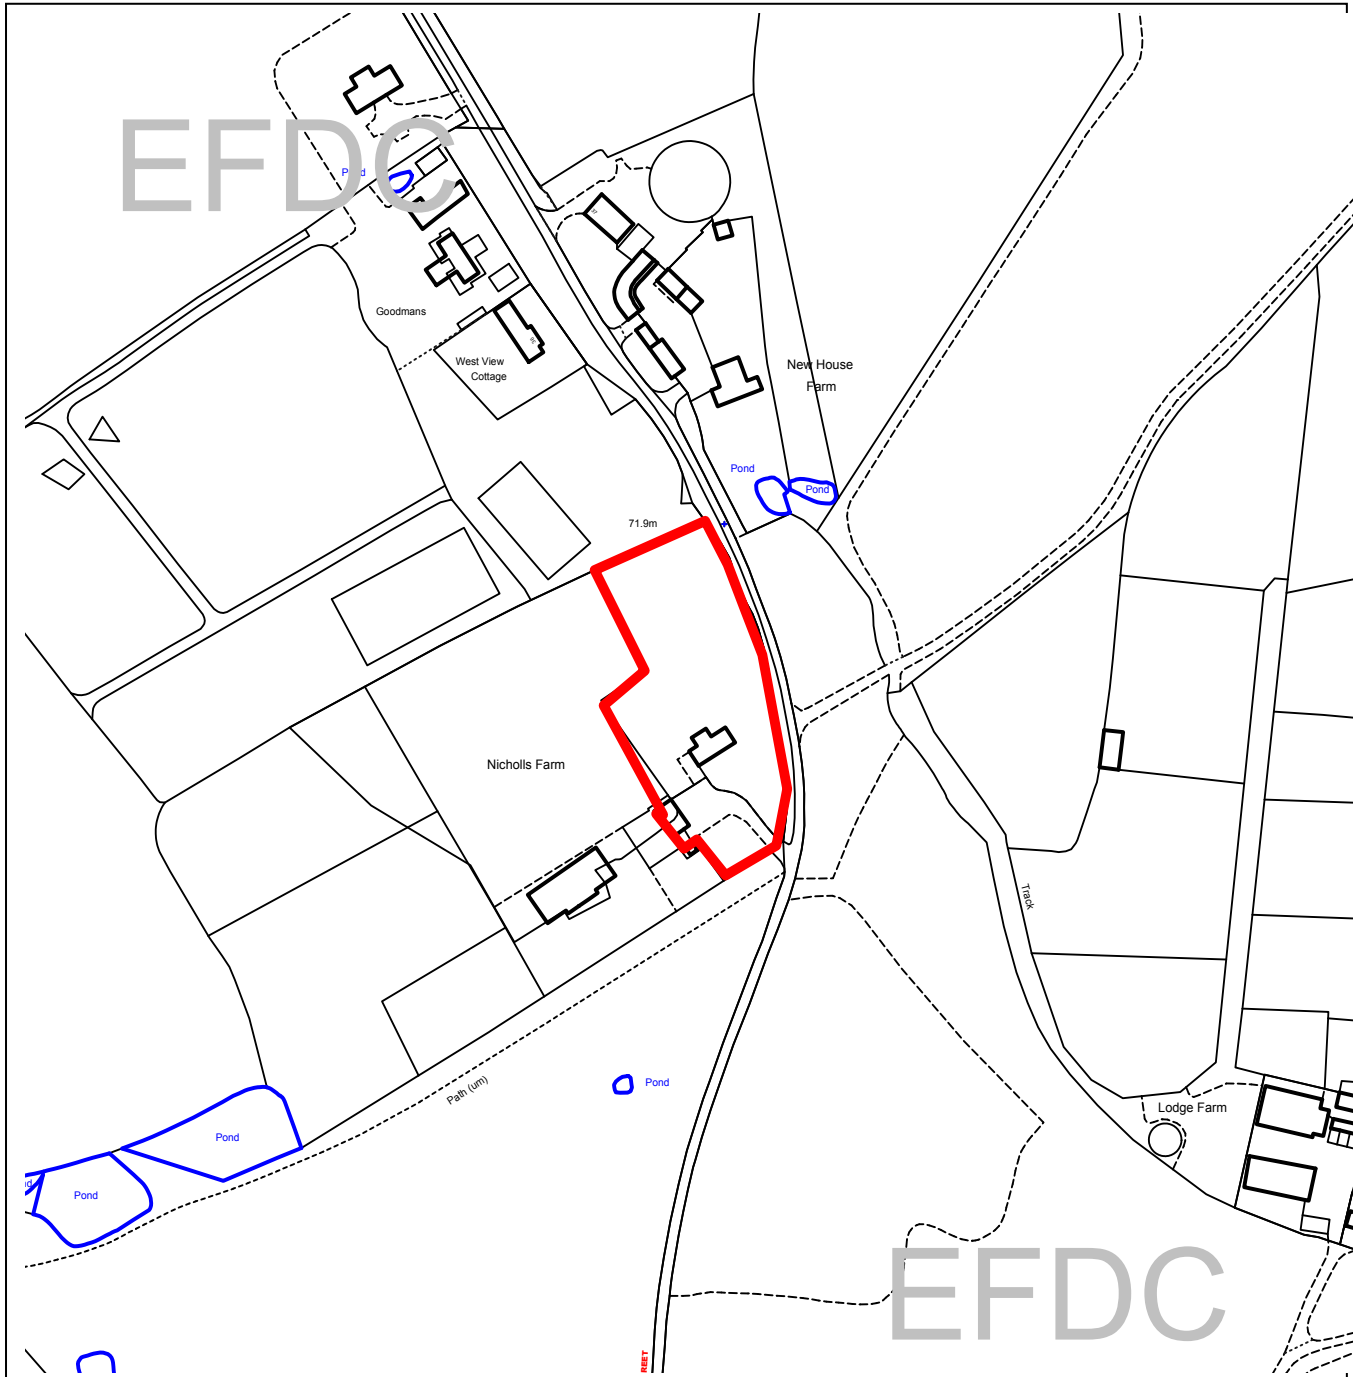 EFDC
Pond
Goodmans
West View
Cottage
New House
Farm
Pond
Pond
71.9m
Nicholls Farm
Track
Path (um)
Pond
Lodge Farm
Pond
Pond
EFDC
REET